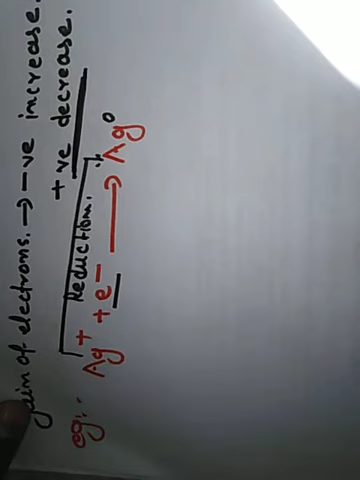 gain of electrons. → -ve increase.
+ve decrease.
Reduction.
eg:- Ag⁺ + e⁻ → Ag⁰